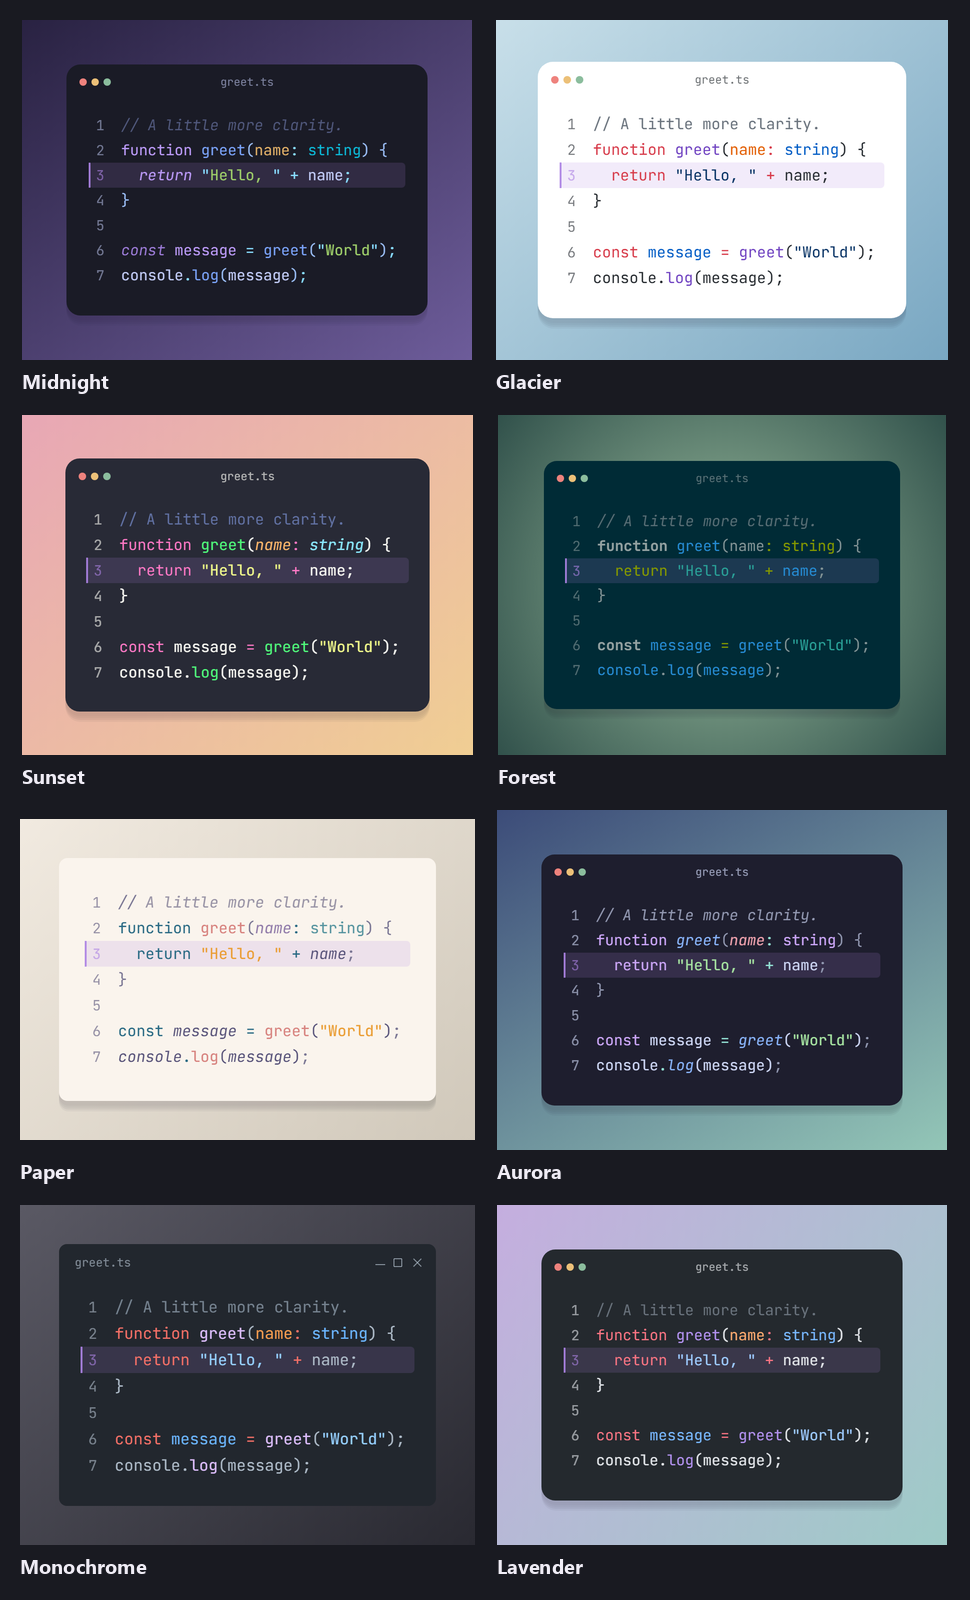 greet.ts
1 // A little more clarity.
2 function greet(name: string) {
3 return "Hello, " + name;
4 }
5
6 const message = greet("World");
7 console.log(message);
Midnight
greet.ts
1 // A little more clarity.
2 function greet(name: string) {
3 return "Hello, " + name;
4 }
5
6 const message = greet("World");
7 console.log(message);
Glacier
greet.ts
1 // A little more clarity.
2 function greet(name: string) {
3 return "Hello, " + name;
4 }
5
6 const message = greet("World");
7 console.log(message);
Sunset
greet.ts
1 // A little more clarity.
2 function greet(name: string) {
3 return "Hello, " + name;
4 }
5
6 const message = greet("World");
7 console.log(message);
Forest
1 // A little more clarity.
2 function greet(name: string) {
3 return "Hello, " + name;
4 }
5
6 const message = greet("World");
7 console.log(message);
Paper
greet.ts
1 // A little more clarity.
2 function greet(name: string) {
3 return "Hello, " + name;
4 }
5
6 const message = greet("World");
7 console.log(message);
Aurora
greet.ts
1 // A little more clarity.
2 function greet(name: string) {
3 return "Hello, " + name;
4 }
5
6 const message = greet("World");
7 console.log(message);
Monochrome
greet.ts
1 // A little more clarity.
2 function greet(name: string) {
3 return "Hello, " + name;
4 }
5
6 const message = greet("World");
7 console.log(message);
Lavender